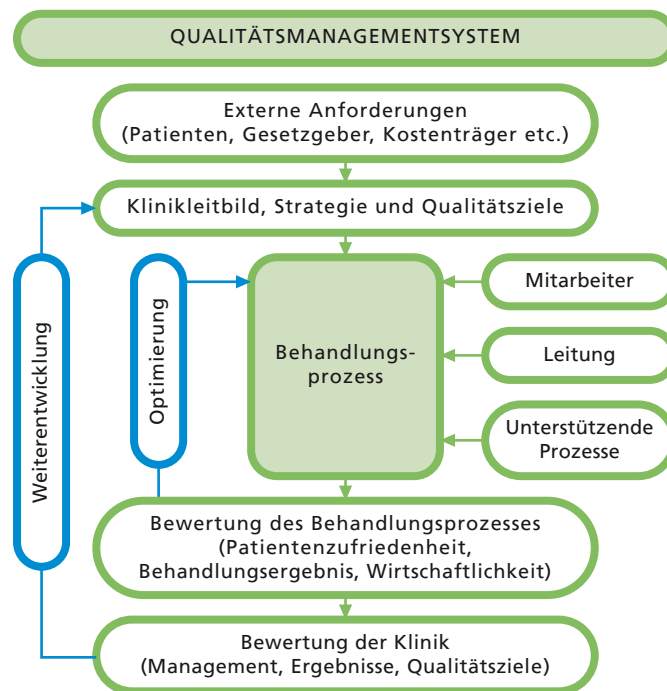 QUALITÄTSMANAGEMENTSYSTEM
Externe Anforderungen
(Patienten, Gesetzgeber, Kostenträger etc.)
Klinikleitbild, Strategie und Qualitätsziele
Weiterentwicklung
Optimierung
Behandlungs-
prozess
Mitarbeiter
Leitung
Unterstützende
Prozesse
Bewertung des Behandlungsprozesses
(Patientenzufriedenheit,
Behandlungsergebnis, Wirtschaftlichkeit)
Bewertung der Klinik
(Management, Ergebnisse, Qualitätsziele)